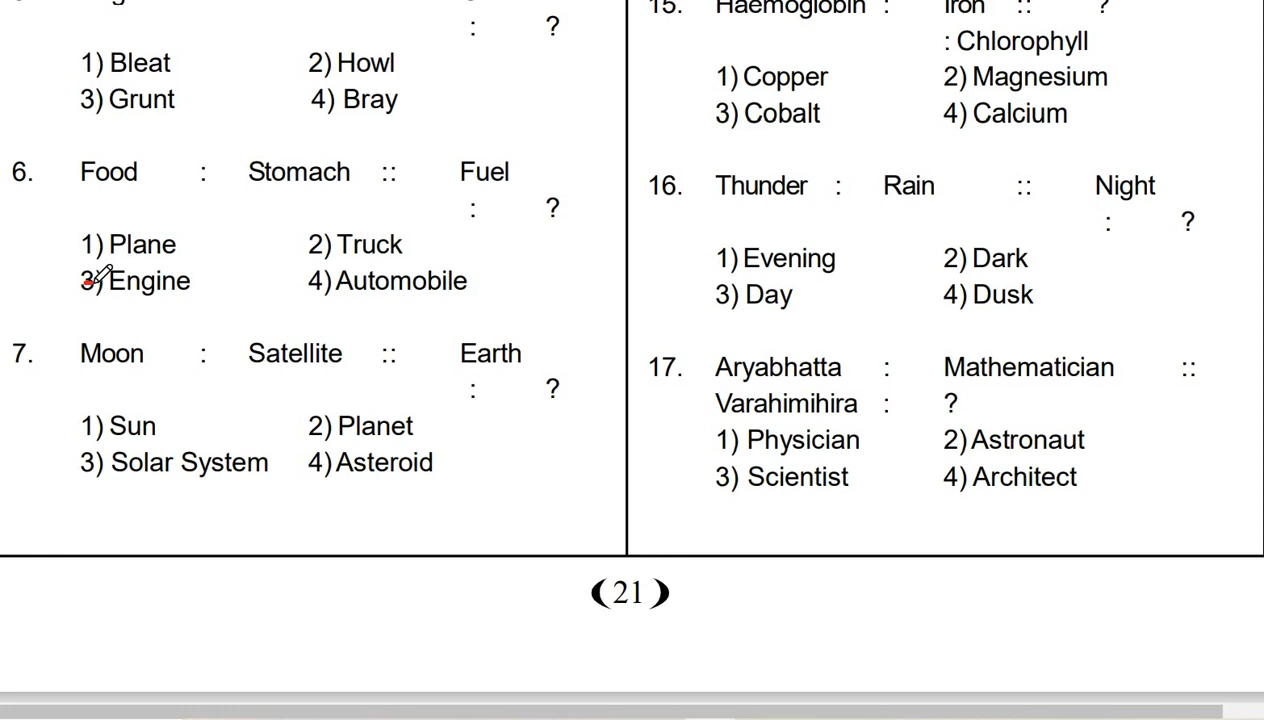 : ?
1) Bleat 2) Howl
3) Grunt 4) Bray
6. Food : Stomach :: Fuel
: ?
1) Plane 2) Truck
3) Engine 4) Automobile
7. Moon : Satellite :: Earth
: ?
1) Sun 2) Planet
3) Solar System 4) Asteroid
15. Haemoglobin : Iron :: ?
: Chlorophyll
1) Copper 2) Magnesium
3) Cobalt 4) Calcium
16. Thunder : Rain :: Night
: ?
1) Evening 2) Dark
3) Day 4) Dusk
17. Aryabhatta : Mathematician ::
Varahimihira : ?
1) Physician 2) Astronaut
3) Scientist 4) Architect
(21)